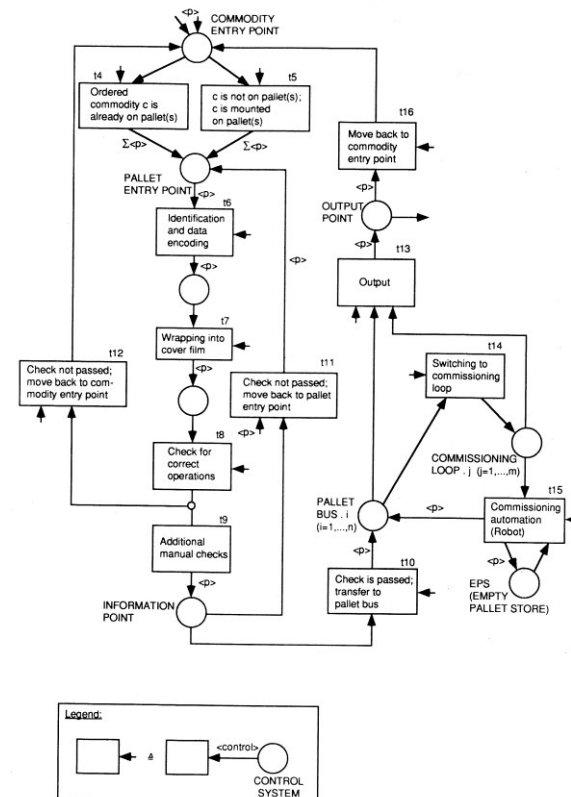 <p>
COMMODITY
ENTRY POINT
t4
Ordered
commodity c is
already on pallet(s)
t5
c is not on pallet(s);
c is mounted
on pallet(s)
Σ<p>
Σ<p>
PALLET
ENTRY POINT
<p>
<p>
t6
Identification
and data
encoding
<p>
t7
Wrapping into
cover film
<p>
t12
Check not passed;
move back to com-
modity entry point
t11
Check not passed;
move back to pallet
entry point
<p>
<p>
t8
Check for
correct
operations
t9
Additional
manual checks
<p>
INFORMATION
POINT
t16
Move back to
commodity
entry point
<p>
OUTPUT
POINT
<p>
t13
Output
t14
Switching to
commissioning
loop
COMMISSIONING
LOOP . j (j=1,...,m)
t15
Commissioning
automation
(Robot)
<p>
PALLET
BUS . i
(i=1,...,n)
<p>
<p>
EPS
(EMPTY
PALLET STORE)
t10
Check is passed;
transfer to
pallet bus
Legend:
≙
<control>
CONTROL
SYSTEM